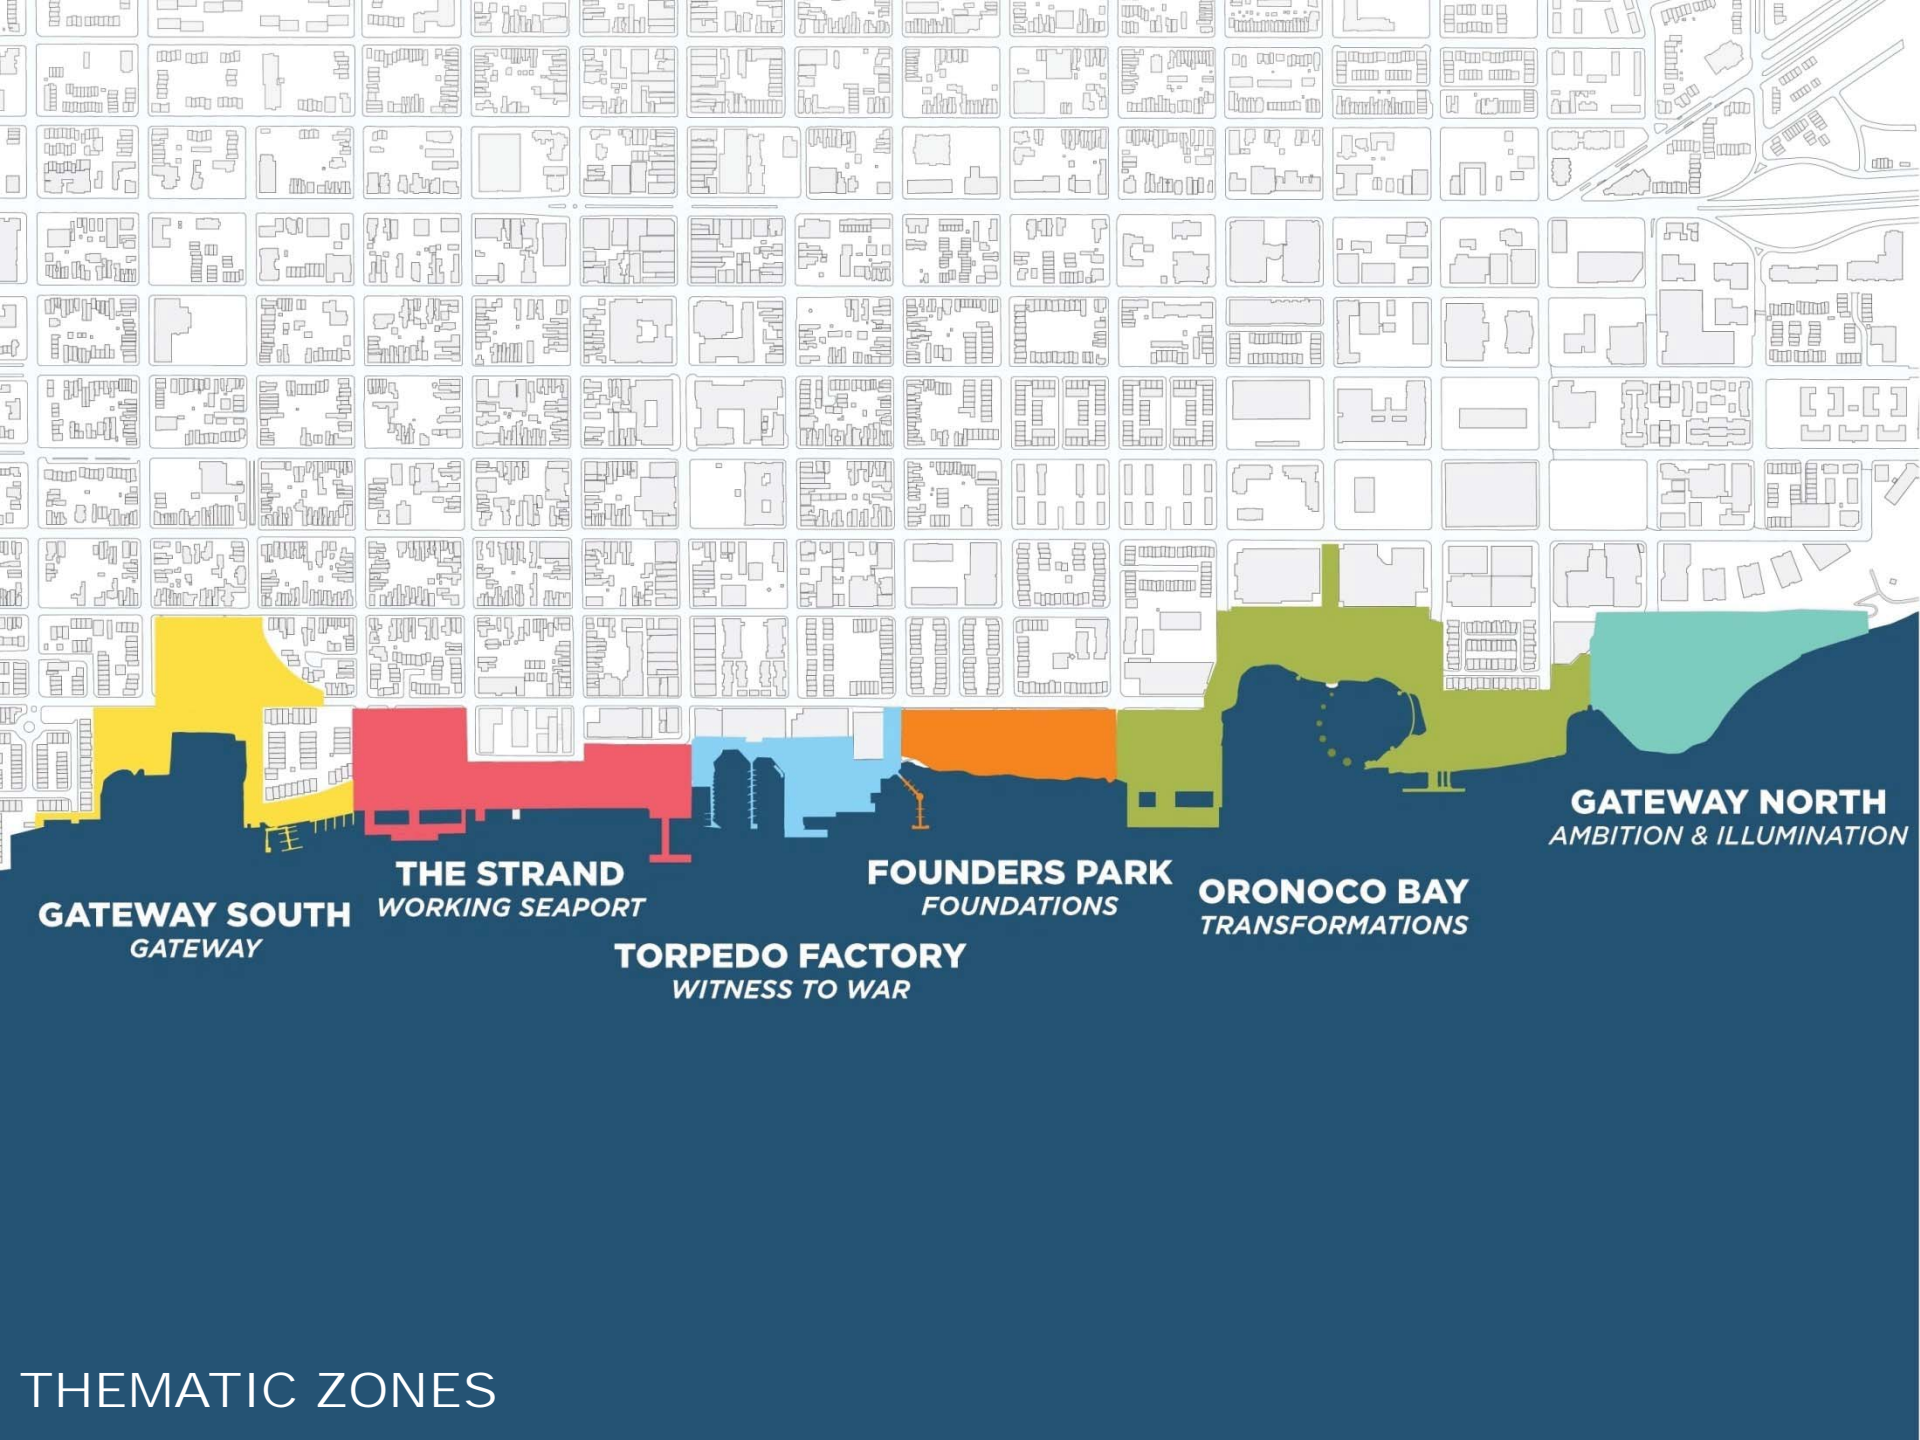 GATEWAY NORTH
AMBITION & ILLUMINATION
THE STRAND
WORKING SEAPORT
FOUNDERS PARK
FOUNDATIONS
ORONOCO BAY
TRANSFORMATIONS
GATEWAY SOUTH
GATEWAY
TORPEDO FACTORY
WITNESS TO WAR
THEMATIC ZONES